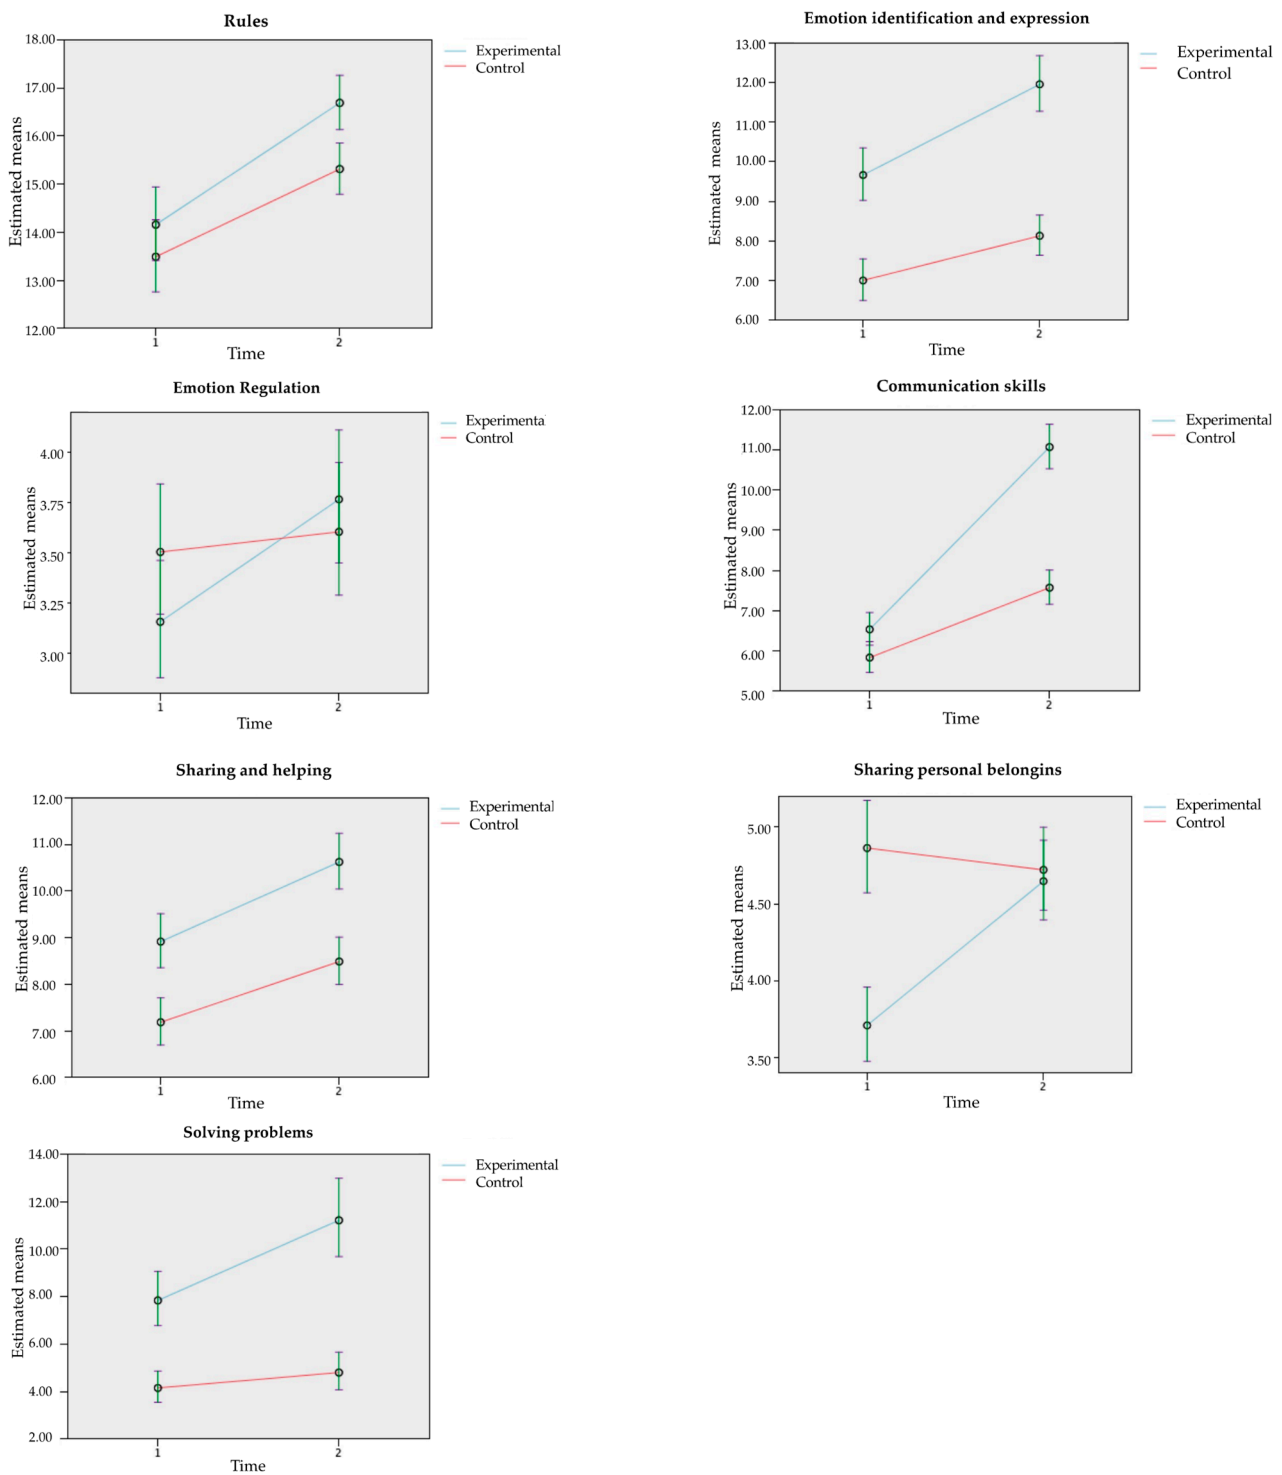 Rules
Experimental
Control
Estimated means
18.00
17.00
16.00
15.00
14.00
13.00
12.00
1
2
Time
Emotion identification and expression
Experimental
Control
Estimated means
13.00
12.00
11.00
10.00
9.00
8.00
7.00
6.00
1
2
Time
Emotion Regulation
Experimenta
Control
Estimated means
4.00
3.75
3.50
3.25
3.00
1
2
Time
Communication skills
Experimental
Control
Estimated means
12.00
11.00
10.00
9.00
8.00
7.00
6.00
5.00
1
2
Time
Sharing and helping
Experimental
Control
Estimated means
12.00
11.00
10.00
9.00
8.00
7.00
6.00
1
2
Time
Sharing personal belongins
Experimental
Control
Estimated means
5.00
4.50
4.00
3.50
1
2
Time
Solving problems
Experimental
Control
Estimated means
14.00
12.00
10.00
8.00
6.00
4.00
2.00
1
2
Time